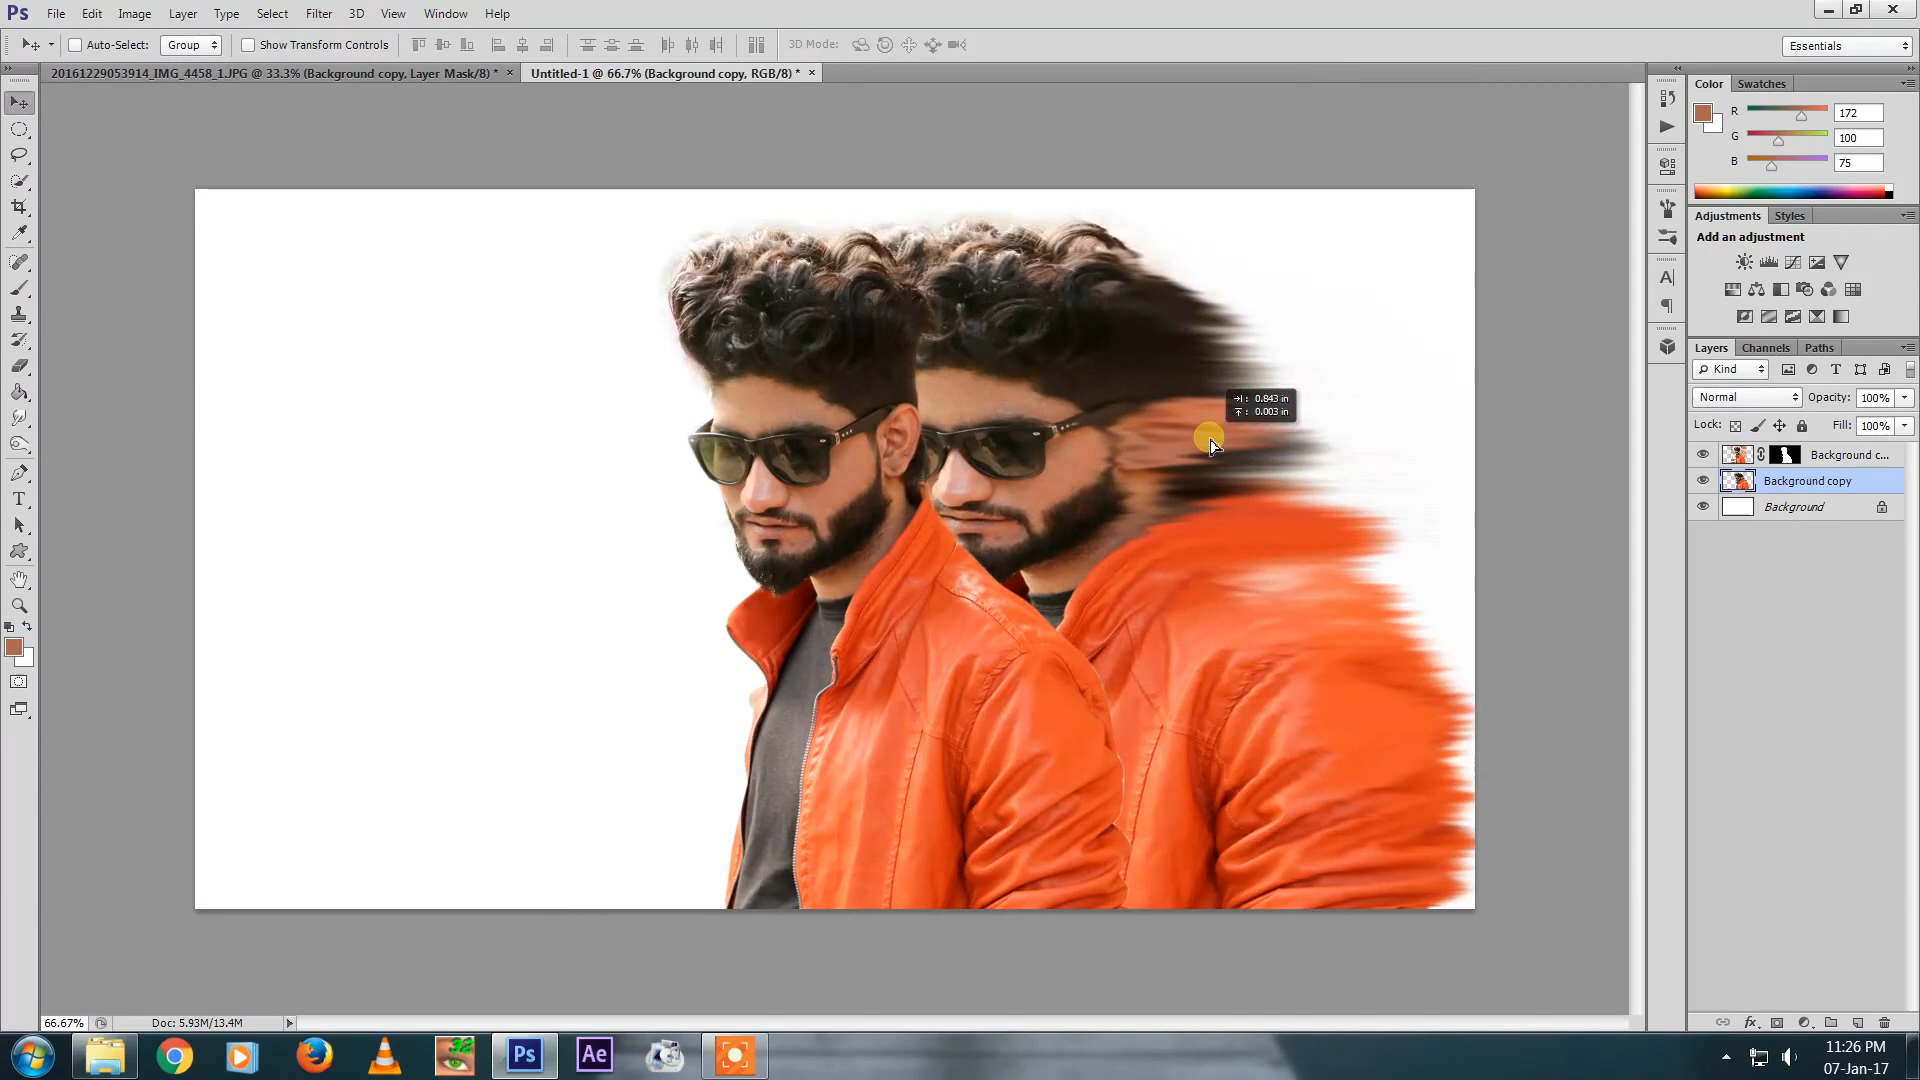 Ps File Edit Image Layer Type Select Filter 3D View Window Help
Auto-Select: Group Show Transform Controls 3D Mode: Essentials
20161229053914_IMG_4458_1.JPG @ 33.3% (Background copy, Layer Mask/8) * × Untitled-1 @ 66.7% (Background copy, RGB/8) * ×
Color Swatches
R 172
G 100
B 75
Adjustments Styles
Add an adjustment
Layers Channels Paths
Kind
Normal Opacity: 100%
Lock: Fill: 100%
Background c...
Background copy
Background
0.843 in
0.003 in
66.67% Doc: 5.93M/13.4M
32 Ps Ae
11:26 PM
07-Jan-17